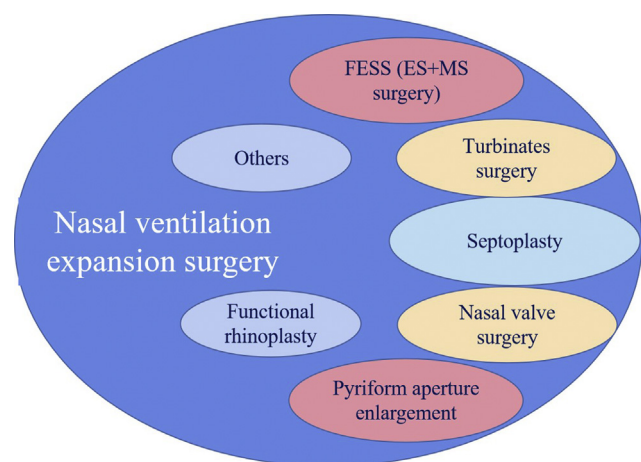 FESS (ES+MS
surgery)
Others
Turbinates
surgery
Nasal ventilation
expansion surgery
Septoplasty
Functional
rhinoplasty
Nasal valve
surgery
Pyriform aperture
enlargement